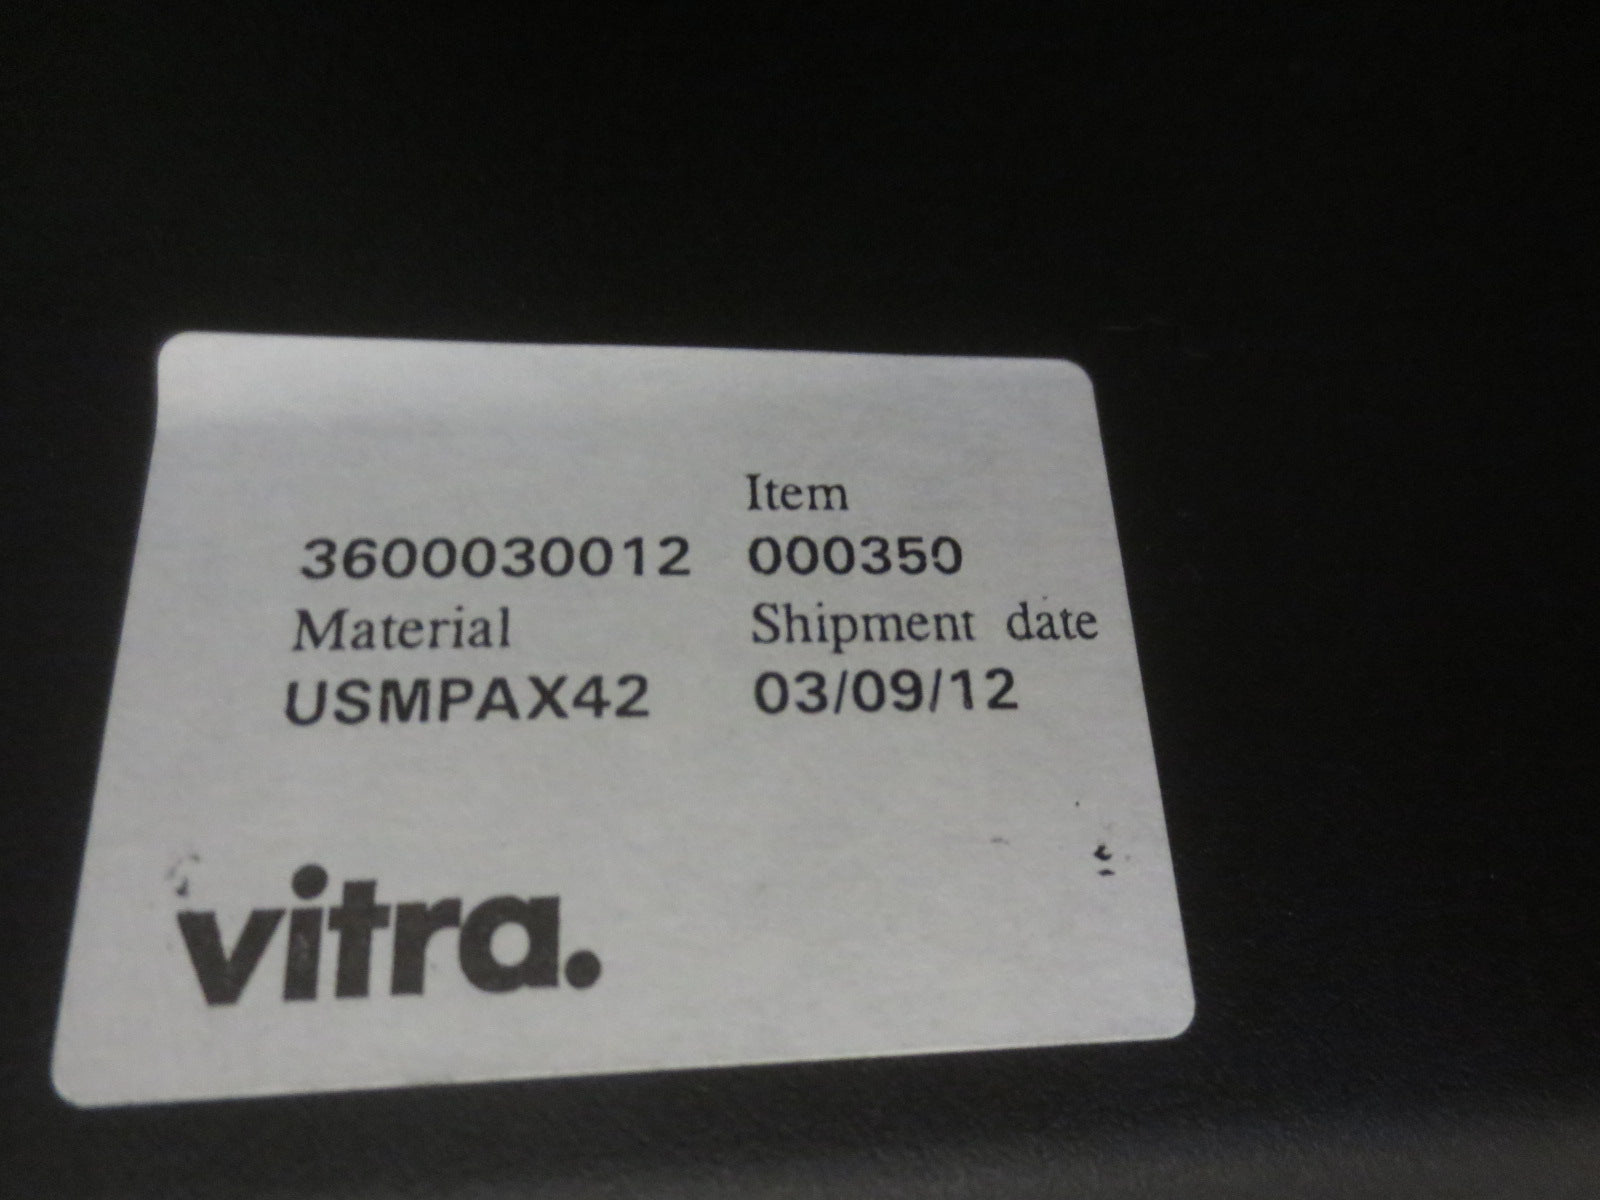 Item
3600030012 000350
Material Shipment date
USMPAX42 03/09/12
vitra.